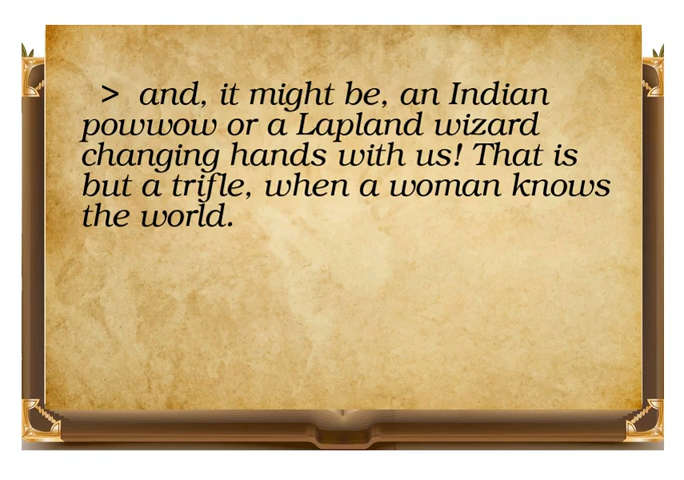 > and, it might be, an Indian
powwow or a Lapland wizard
changing hands with us! That is
but a trifle, when a woman knows
the world.